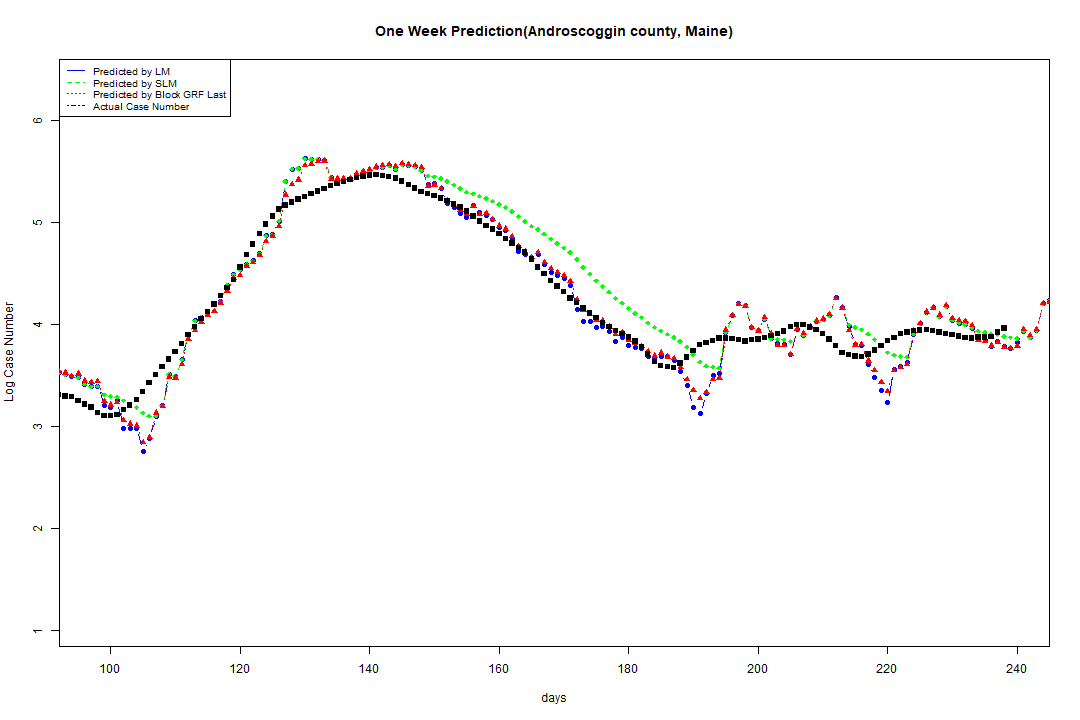 One Week Prediction(Androscoggin county, Maine)
Predicted by LM
Predicted by SLM
Predicted by Block GRF Last
Actual Case Number
Log Case Number
6
5
4
3
2
1
100 120 140 160 180 200 220 240
days